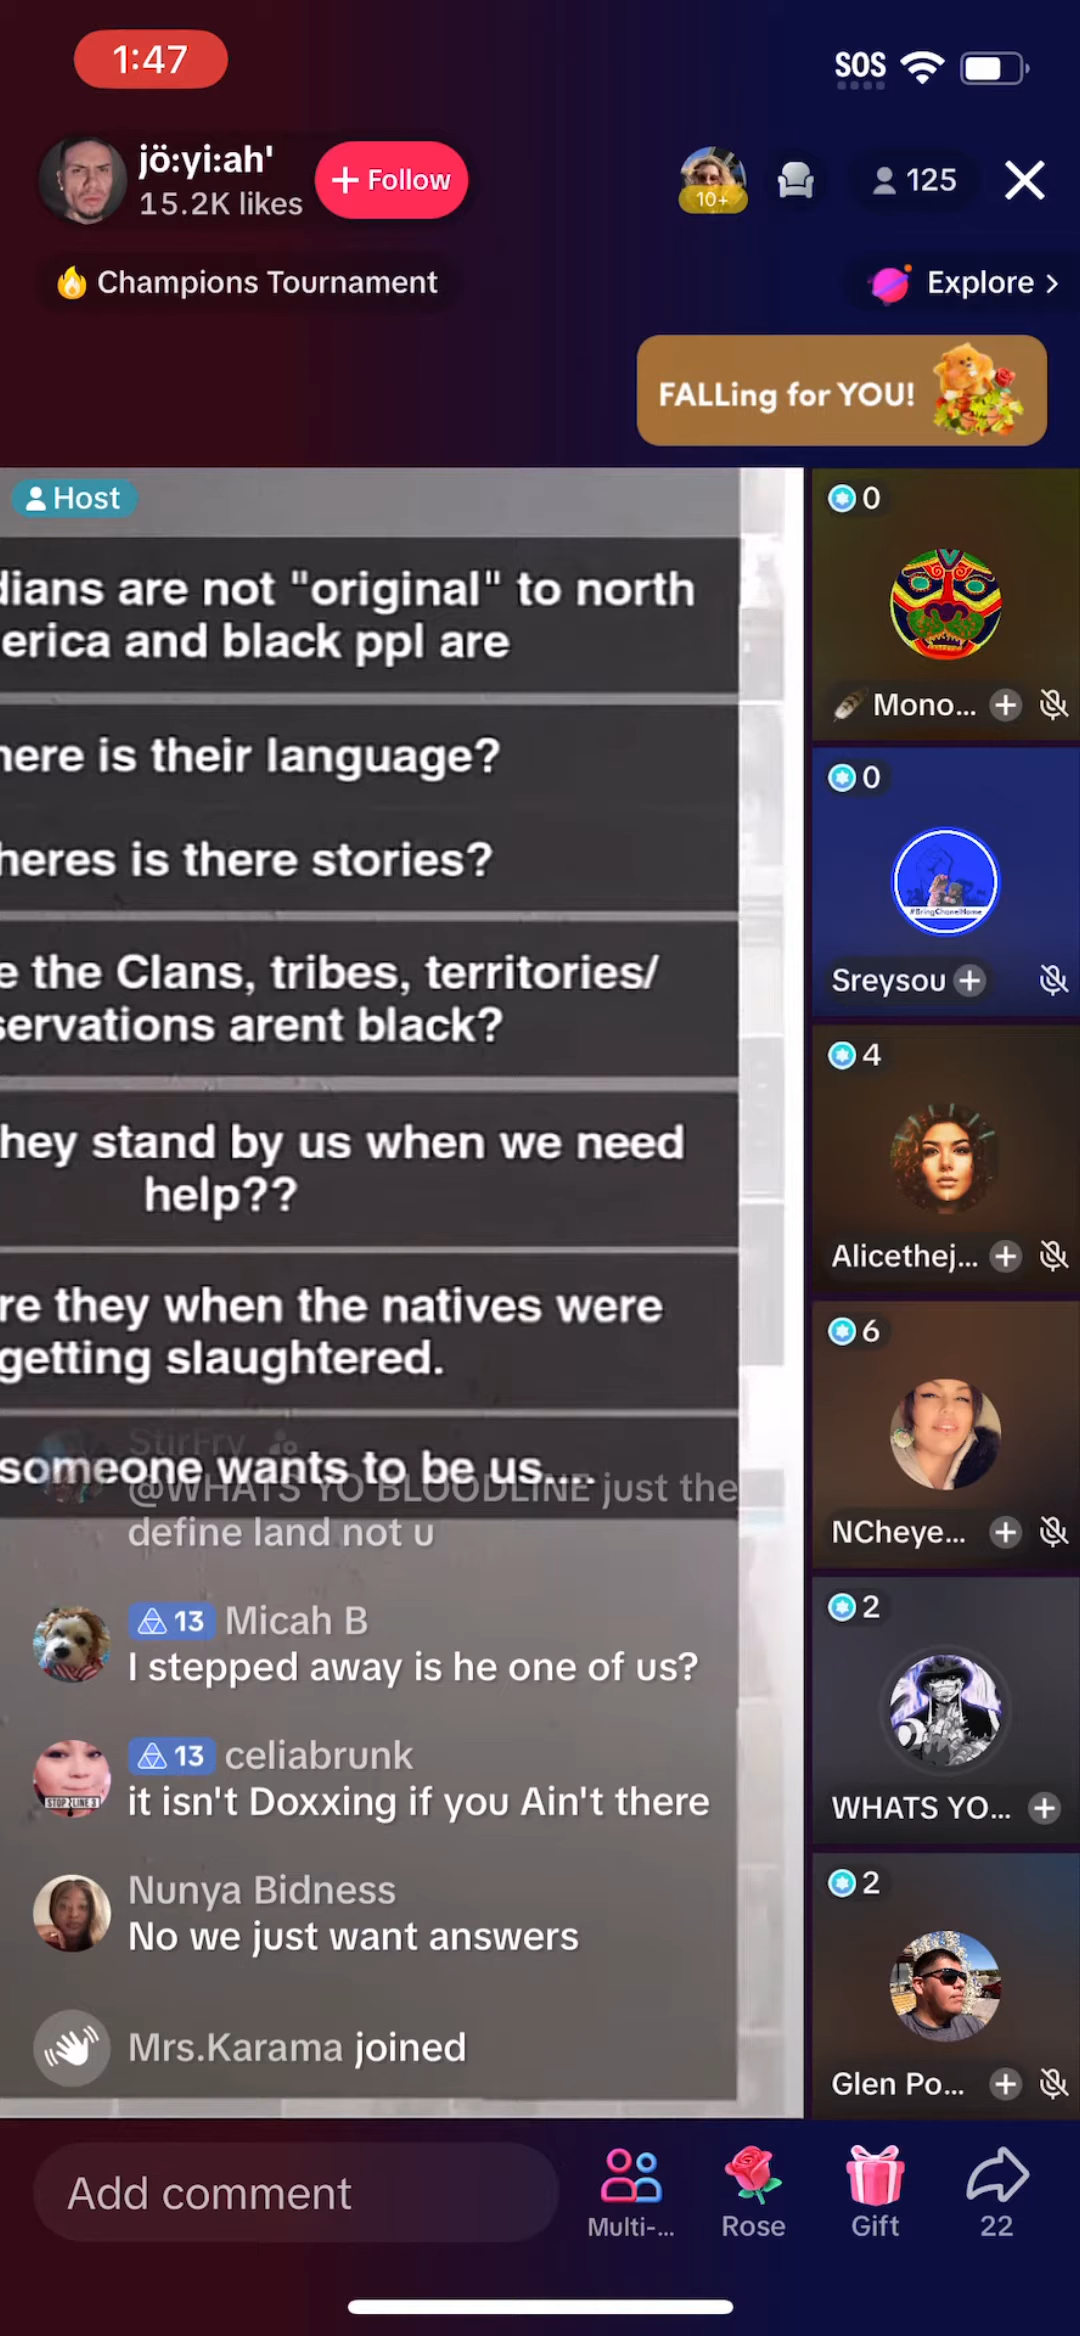 1:47
SOS
jö:yi:ah'
15.2K likes
+ Follow
10+
125
Champions Tournament
Explore >
FALLing for YOU!
Host
dians are not "original" to north
erica and black ppl are
here is their language?
heres is there stories?
e the Clans, tribes, territories/
servations arent black?
hey stand by us when we need
help??
re they when the natives were
getting slaughtered.
someone wants to be us....
StirFry
@WHATS YO BLOODLINE just the
define land not u
13 Micah B
I stepped away is he one of us?
13 celiabrunk
STOP LINE 3
it isn't Doxxing if you Ain't there
Nunya Bidness
No we just want answers
Mrs.Karama joined
0
Mono...
0
#BringChanelHome
Sreysou
4
Alicethej...
6
NCheye...
2
WHATS YO...
2
Glen Po...
Add comment
Multi-...
Rose
Gift
22